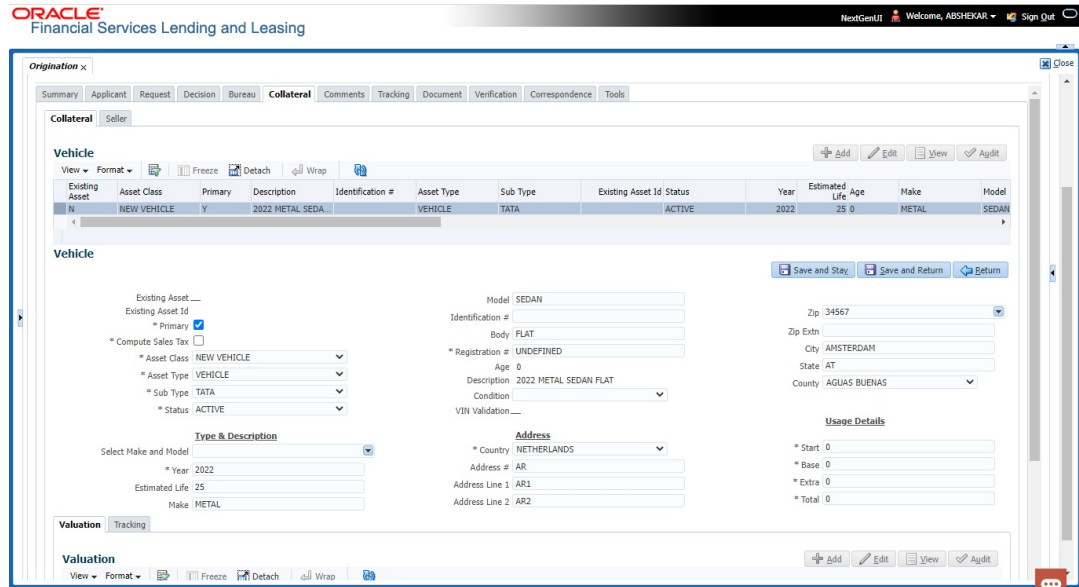 ORACLE
Financial Services Lending and Leasing
NextGenUI Welcome, ABSHEKAR Sign Out
Origination x
Close
Summary Applicant Request Decision Bureau Collateral Comments Tracking Document Verification Correspondence Tools
Collateral Seller
Vehicle
Add Edit View Audit
View Format Freeze Detach Wrap
Existing Asset Asset Class Primary Description Identification # Asset Type Sub Type Existing Asset Id Status Year Estimated Life Age Make Model
N NEW VEHICLE Y 2022 METAL SEDA... VEHICLE TATA ACTIVE 2022 25 0 METAL SEDAN
Vehicle
Save and Stay Save and Return Return
Existing Asset
Existing Asset Id
* Primary
* Compute Sales Tax
* Asset Class NEW VEHICLE
* Asset Type VEHICLE
* Sub Type TATA
* Status ACTIVE
Type & Description
Select Make and Model
* Year 2022
Estimated Life 25
Make METAL
Model SEDAN
Identification #
Body FLAT
* Registration # UNDEFINED
Age 0
Description 2022 METAL SEDAN FLAT
Condition
VIN Validation
Address
* Country NETHERLANDS
Address # AR
Address Line 1 AR1
Address Line 2 AR2
Zip 34567
Zip Extn
City AMSTERDAM
State AT
County AGUAS BUENAS
Usage Details
* Start 0
* Base 0
* Extra 0
* Total 0
Valuation Tracking
Valuation
Add Edit View Audit
View Format Freeze Detach Wrap